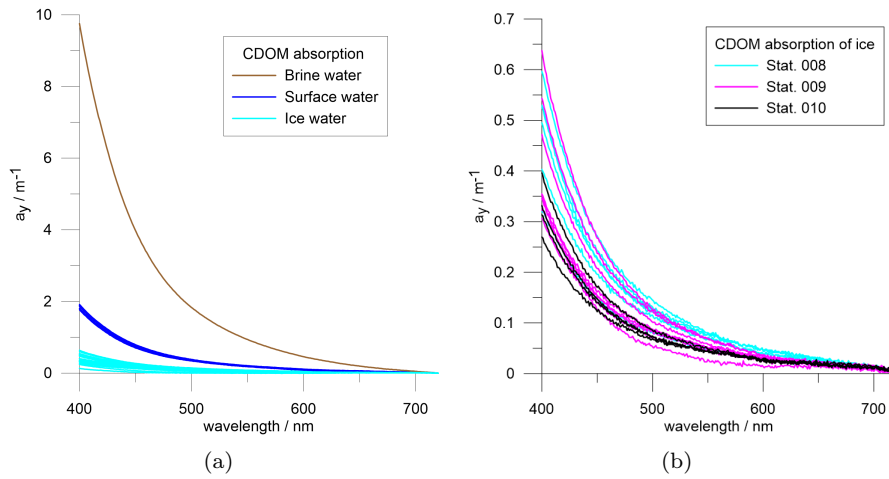 10
8
6
4
2
0
a_y / m⁻¹
CDOM absorption
Brine water
Surface water
Ice water
400
500
600
700
wavelength / nm
(a)
0.7
0.6
0.5
0.4
0.3
0.2
0.1
0
a_y / m⁻¹
CDOM absorption of ice
Stat. 008
Stat. 009
Stat. 010
400
500
600
700
wavelength / nm
(b)